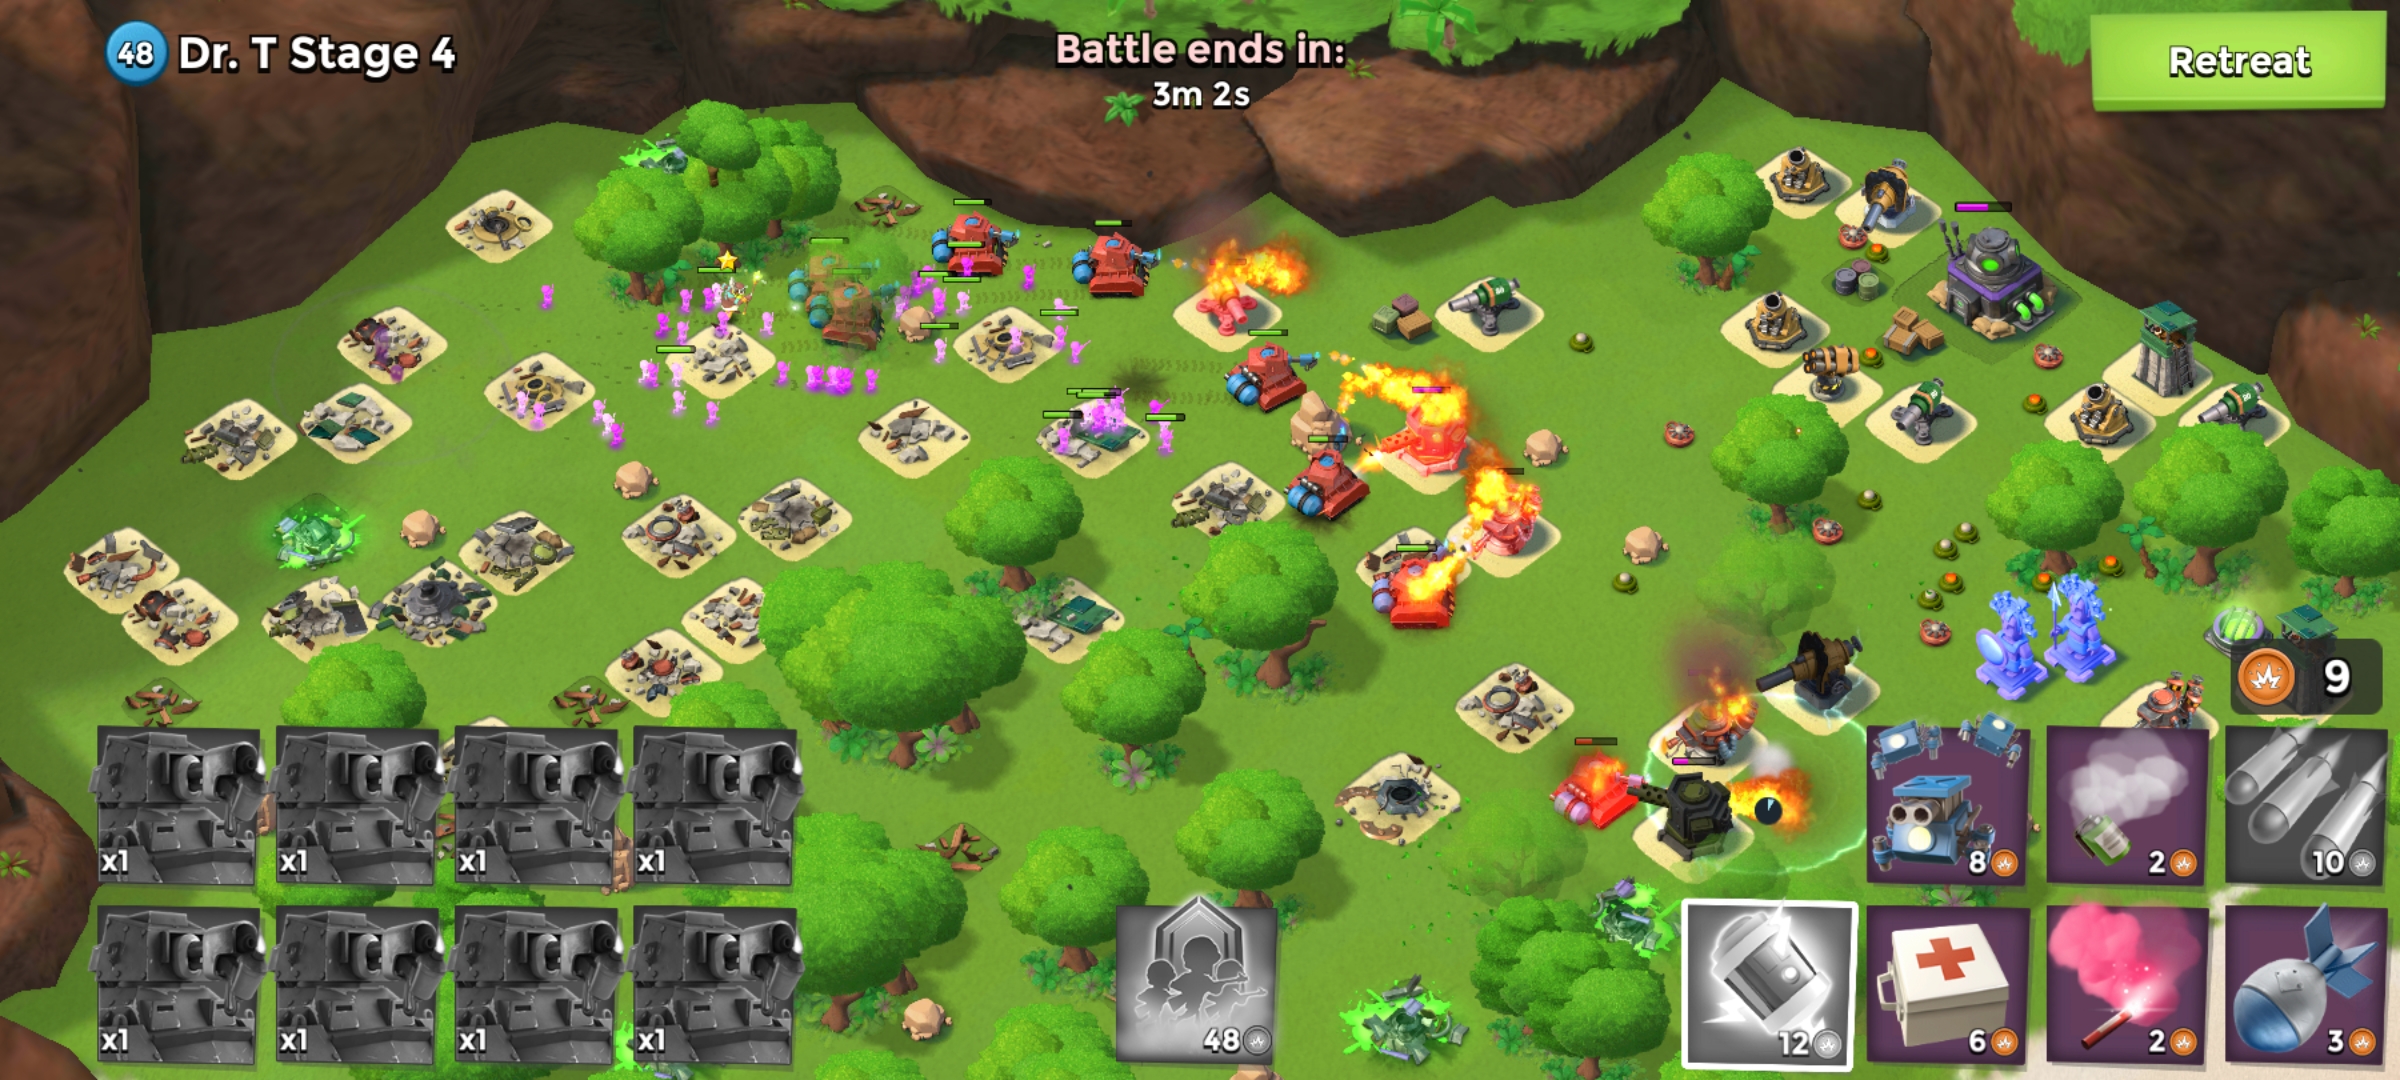 48 Dr. T Stage 4
Battle ends in:
3m 2s
Retreat
9
x1 x1 x1 x1
8 2 10
x1 x1 x1 x1
48
12 6 2 3